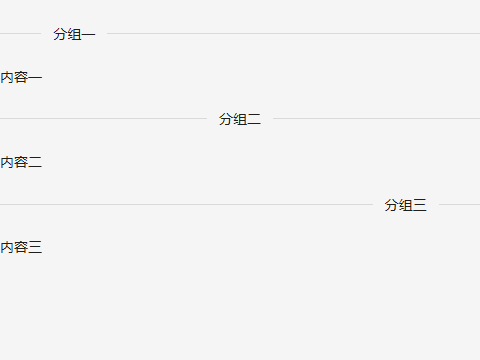 分组一
内容一
分组二
内容二
分组三
内容三